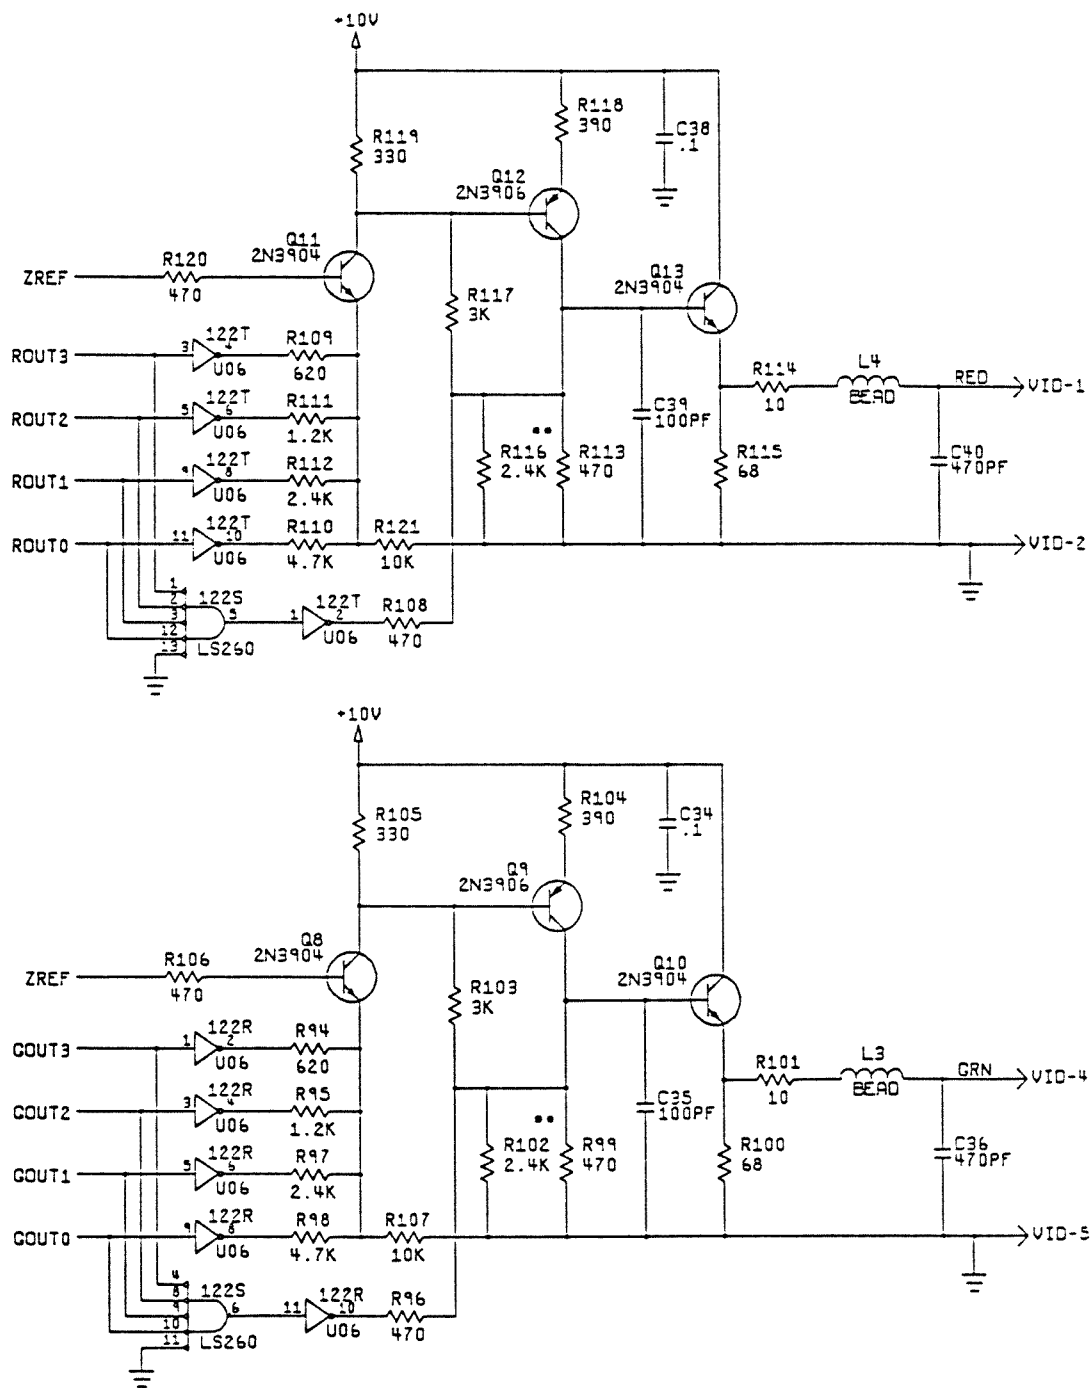 +10V
R118
390
C38
.1
R119
330
Q12
2N3906
Q11
2N3904
R120
470
ZREF
Q13
2N3904
R117
3K
ROUT3
3
122T
4
U06
R109
620
ROUT2
5
122T
6
U06
R111
1.2K
ROUT1
9
122T
8
U06
R112
2.4K
ROUT0
11
122T
10
U06
R110
4.7K
R121
10K
R116
2.4K
••
R113
470
C39
100PF
R114
10
L4
BEAD
RED
VID-1
R115
68
C40
470PF
VID-2
1
2
3
12
13
122S
5
LS260
1
122T
2
U06
R108
470
+10V
R104
390
C34
.1
R105
330
Q9
2N3906
Q8
2N3904
R106
470
ZREF
Q10
2N3904
R103
3K
GOUT3
1
122R
2
U06
R94
620
GOUT2
3
122R
4
U06
R95
1.2K
GOUT1
5
122R
6
U06
R97
2.4K
GOUT0
9
122R
8
U06
R98
4.7K
R107
10K
R102
2.4K
••
R99
470
C35
100PF
R101
10
L3
BEAD
GRN
VID-4
R100
68
C36
470PF
VID-5
4
8
9
10
11
122S
6
LS260
11
122R
10
U06
R96
470